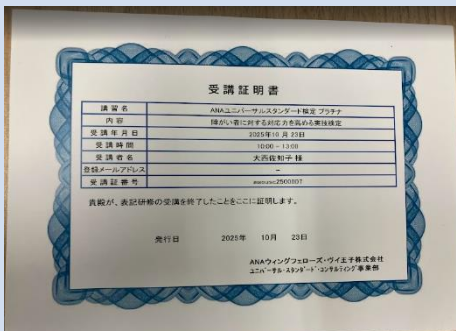 受講証明書
講習名 ANAユニバーサルスタンダード検定 プラチナ
内容 障がい者に対する対応力を高める実技検定
受講年月日 2025年10月23日
受講時間 10:00－13:00
受講者名 大西佐知子 様
登録メールアドレス －
受講証番号
貴殿が、表記研修の受講を終了したことをここに証明します。
発行日 2025年 10月 23日
ANAウィングフェローズ・ヴイ王子株式会社
ユニバーサル・スタンダード・コンサルティング事業部